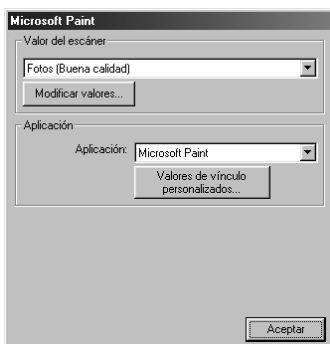 Microsoft Paint
Valor del escáner
Fotos (Buena calidad)
Modificar valores...
Aplicación
Aplicación: Microsoft Paint
Valores de vínculo
personalizados...
Aceptar